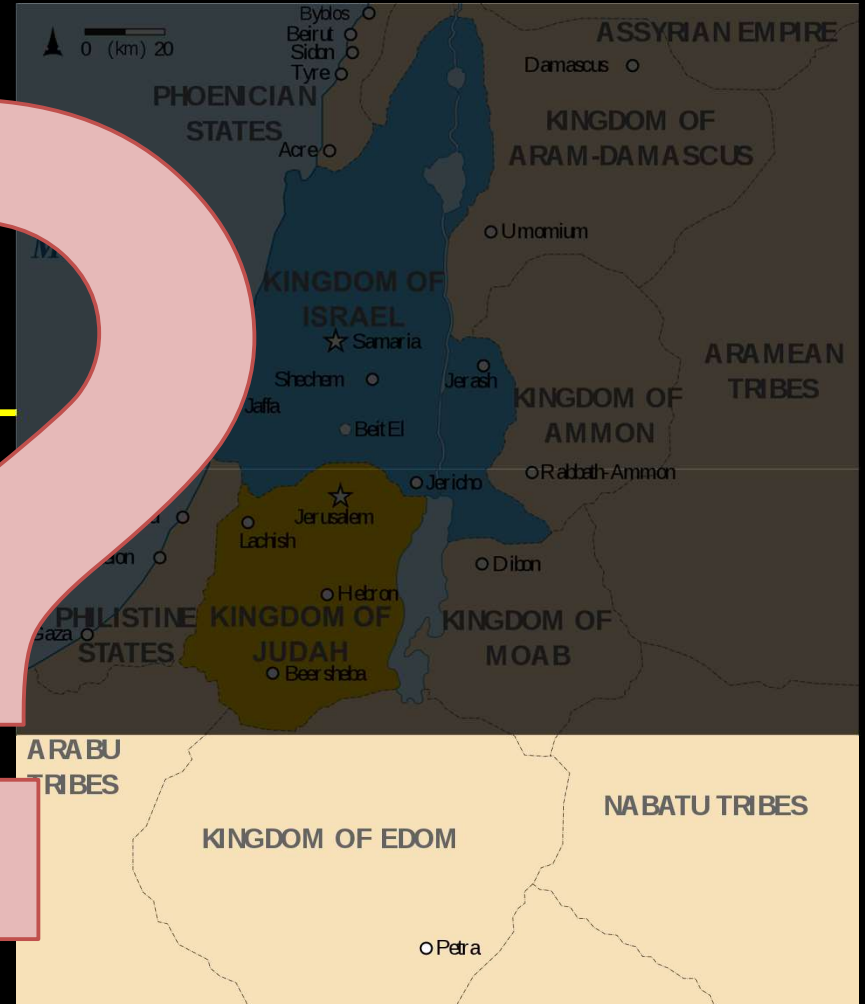 Byblos
Beirut
Sidon
Tyre
0 (km) 20
ASSYRIAN EMPIRE
Damascus
PHOENICIAN
STATES
KINGDOM OF
ARAM-DAMASCUS
Acre
Umomium
M
KINGDOM OF
ISRAEL
Samaria
Shechem
Jerash
Jaffa
Beit El
ARAMEAN
TRIBES
KINGDOM OF
AMMON
Rabbath-Ammon
Jericho
Jerusalem
Lachish
Dibon
Hebron
PHILISTINE
STATES
Gaza
KINGDOM OF
JUDAH
Beersheba
KINGDOM OF
MOAB
ARABU
TRIBES
NABATU TRIBES
KINGDOM OF EDOM
Petra